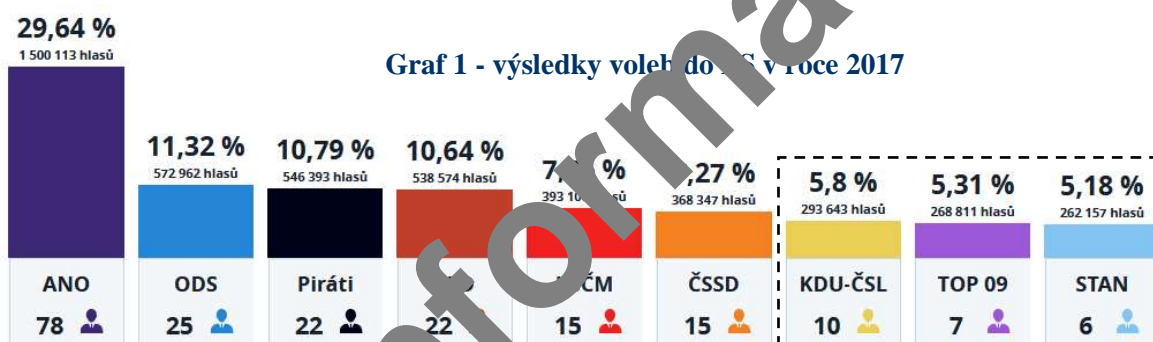 Graf 1 - výsledky voleb do v roce 2017
29,64 %
1 500 113 hlasů
11,32 %
572 962 hlasů
10,79 %
546 393 hlasů
10,64 %
538 574 hlasů
%
393 hlasů
,27 %
368 347 hlasů
5,8 %
293 643 hlasů
5,31 %
268 811 hlasů
5,18 %
262 157 hlasů
ANO
ODS
Piráti
ČSSD
KDU-ČSL
TOP 09
STAN
78
25
22
22
15
15
10
7
6
forma